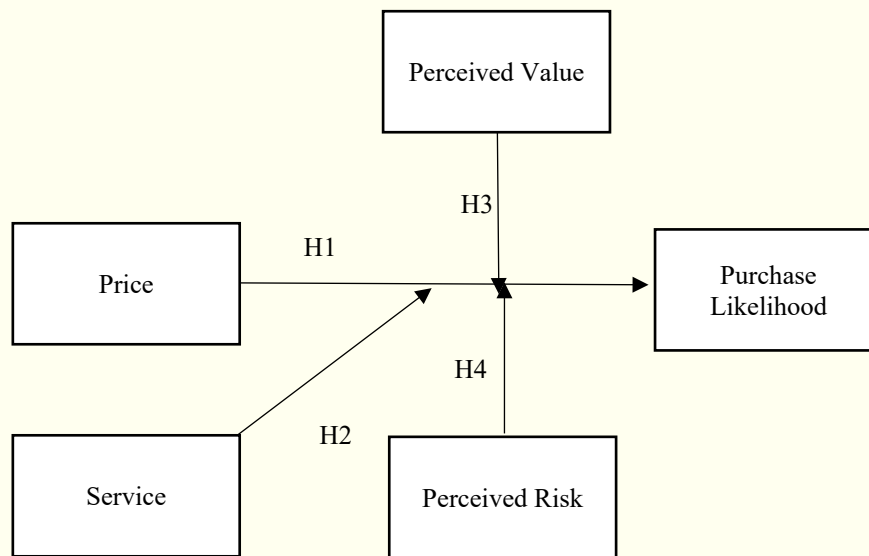 Perceived Value
H3
H1
Price
Purchase
Likelihood
H4
H2
Service
Perceived Risk